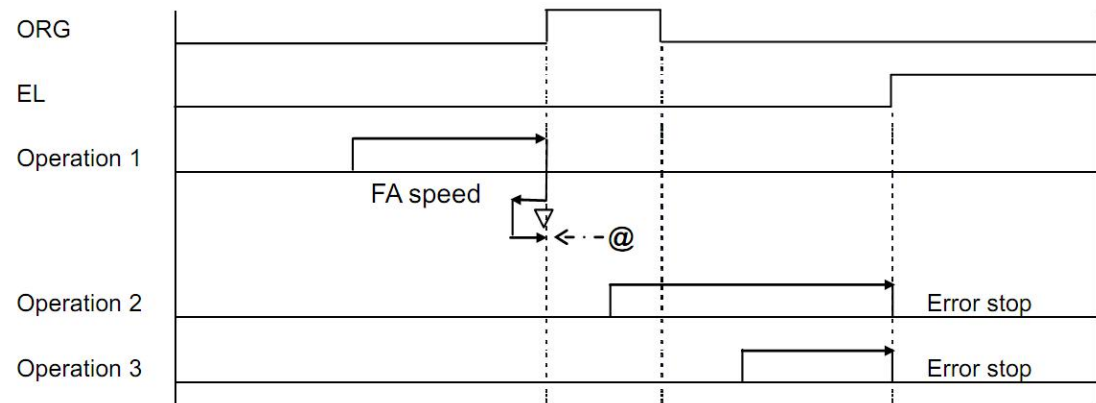 ORG
EL
Operation 1
FA speed
@
Operation 2 Error stop
Operation 3 Error stop